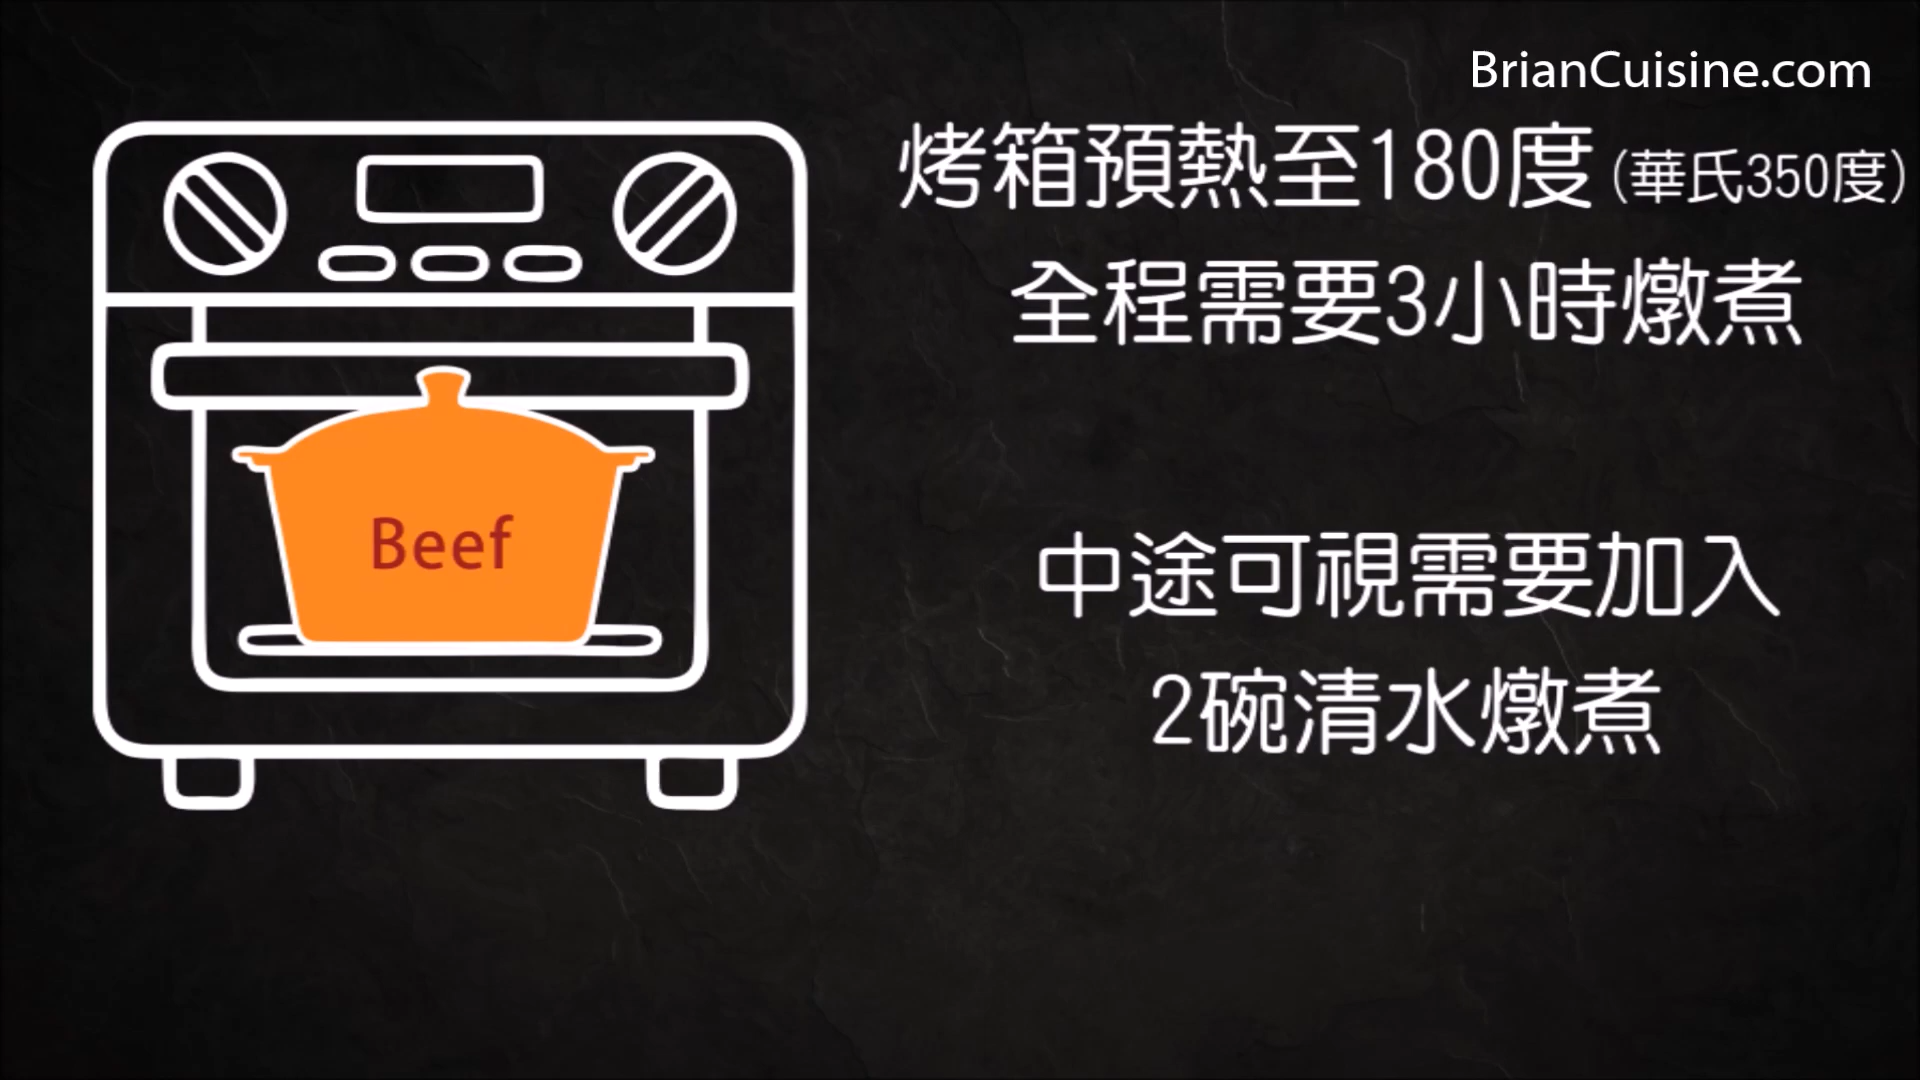 BrianCuisine.com
烤箱預熱至180度(華氏350度)
全程需要3小時燉煮
中途可視需要加入
2碗清水燉煮
Beef